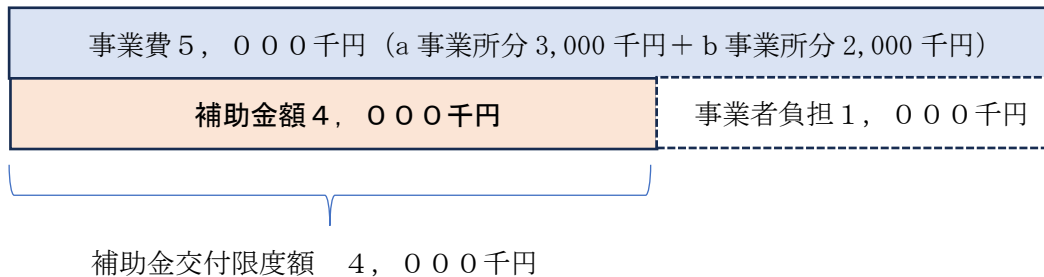 事業費５，０００千円（a 事業所分 3,000 千円＋ｂ事業所分 2,000 千円）
補助金額４，０００千円
事業者負担１，０００千円
補助金交付限度額　４，０００千円